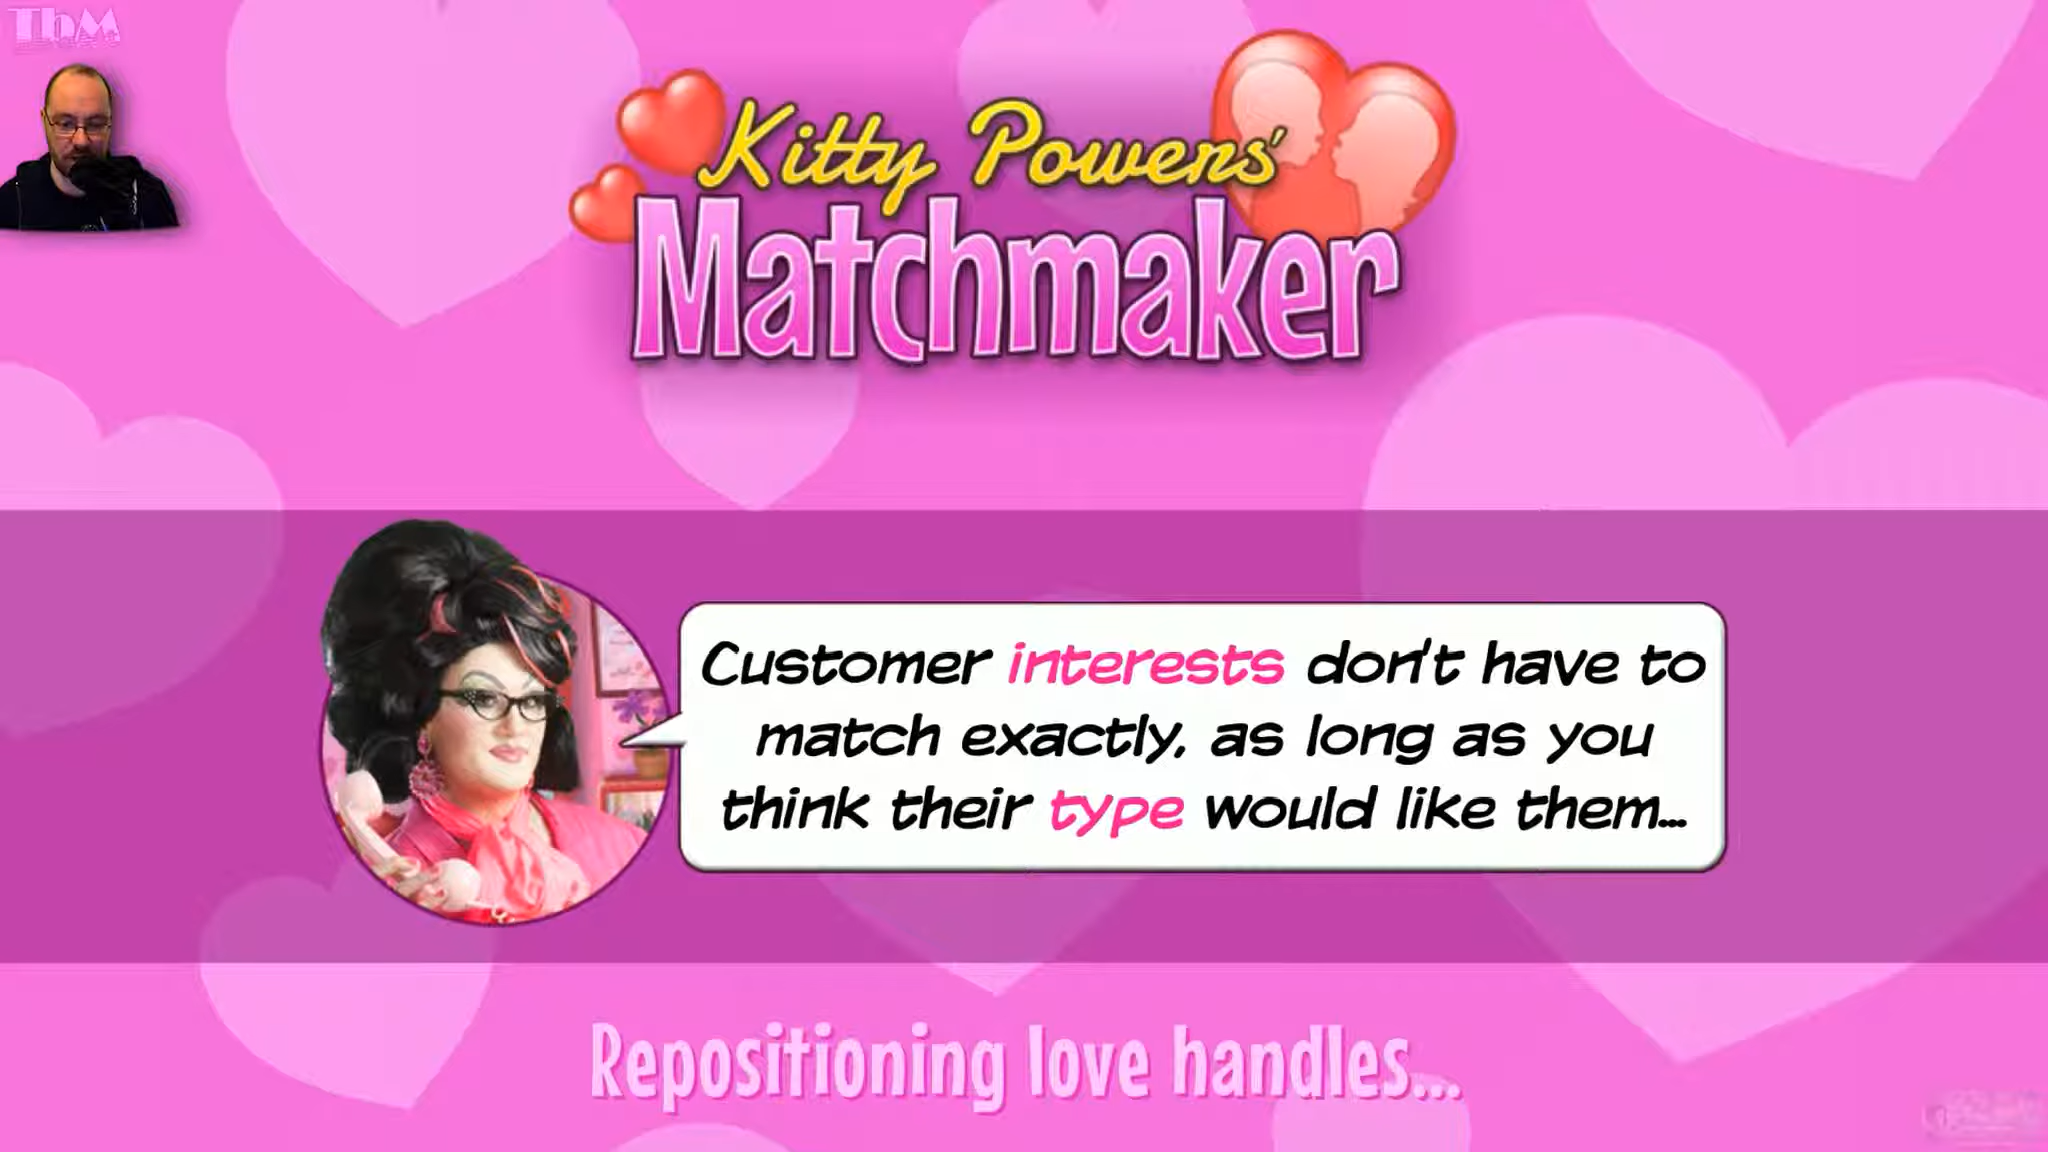 TbM
Kitty Powers'
Matchmaker
Customer interests don't have to
match exactly, as long as you
think their type would like them...
Repositioning love handles...